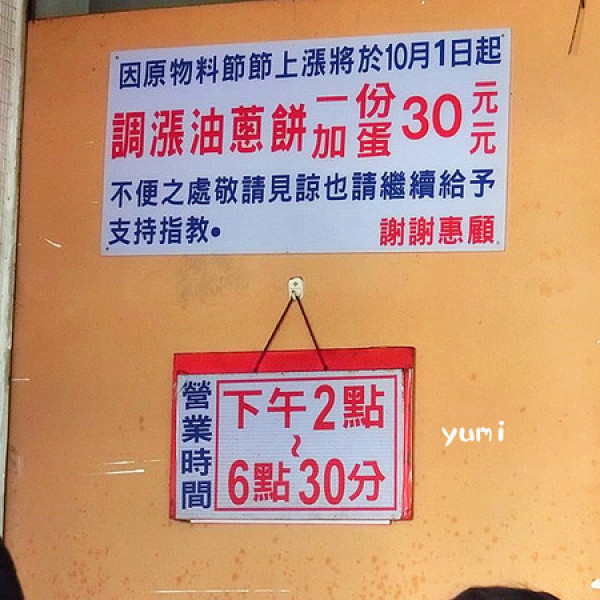 因原物料節節上漲將於10月1日起
調漲油蔥餅一份30元
加蛋 元
不便之處敬請見諒也請繼續給予
支持指教•
謝謝惠顧
營業時間
下午2點
~
6點30分
yumi